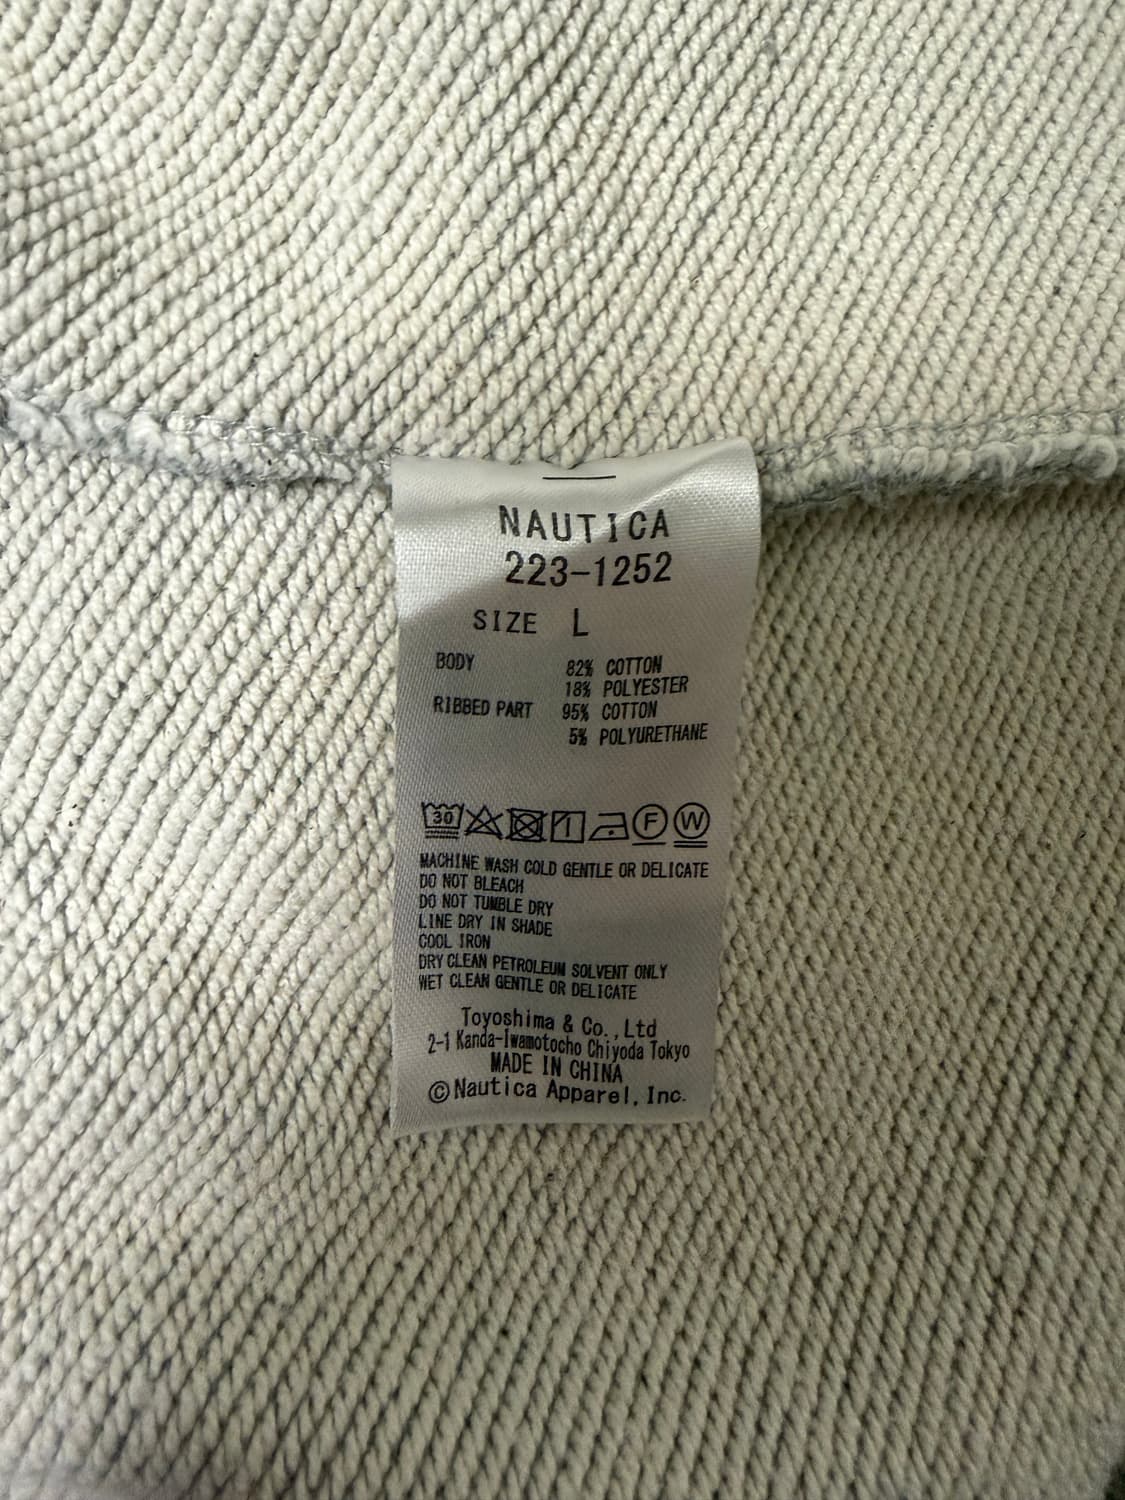 NAUTICA
223-1252
SIZE L
BODY 82% COTTON
18% POLYESTER
RIBBED PART 95% COTTON
5% POLYURETHANE
30 F W
MACHINE WASH COLD GENTLE OR DELICATE
DO NOT BLEACH
DO NOT TUMBLE DRY
LINE DRY IN SHADE
COOL IRON
DRY CLEAN PETROLEUM SOLVENT ONLY
WET CLEAN GENTLE OR DELICATE
Toyoshima & Co.,Ltd
2-1 Kanda-Iwamotocho Chiyoda Tokyo
MADE IN CHINA
©Nautica Apparel, Inc.